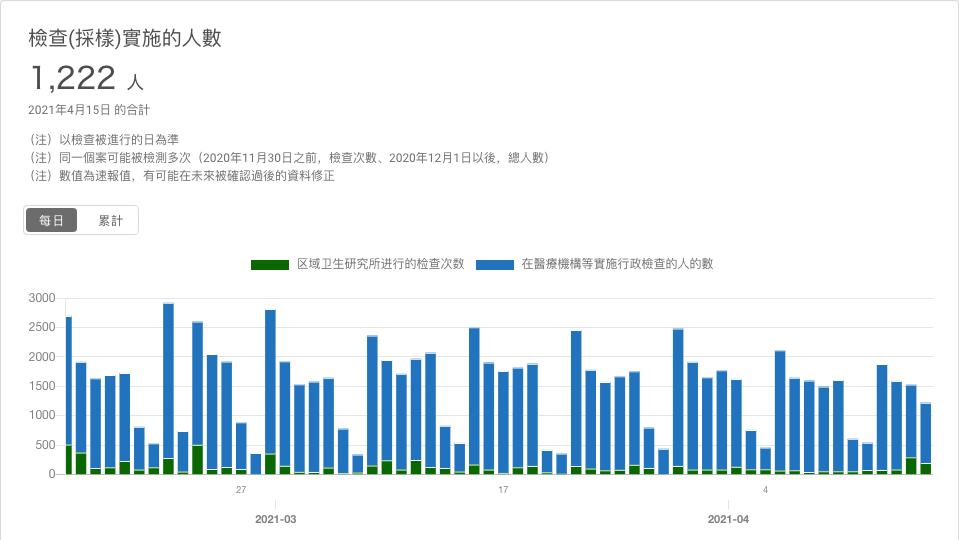 檢查(採樣)實施的人數
1,222 人
2021年4月15日 的合計
（注）以檢查被進行的日為準
（注）同一個案可能被檢測多次（2020年11月30日之前，檢查次數、2020年12月1日以後，總人數）
（注）數值為速報值，有可能在未來被確認過後的資料修正
每日 累計
区域卫生研究所进行的检查次数 在醫療機構等實施行政檢查的人的數
3000
2500
2000
1500
1000
500
0
27 17 4
2021-03 2021-04